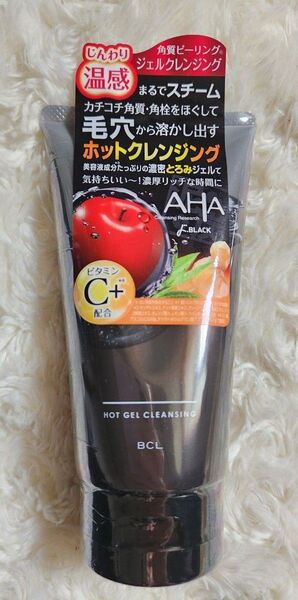 じんわり
温感
角質ピーリング
ジェルクレンジング
まるでスチーム
カチコチ角質・角栓をほぐして
毛穴から溶かし出す
ホットクレンジング
美容液成分たっぷりの濃密とろみジェルで
気持ちいい〜!濃厚リッチな時間に
AHA
Cleansing Research
BLACK
ビタミン
C+
配合
HOT GEL CLEANSING
BCL